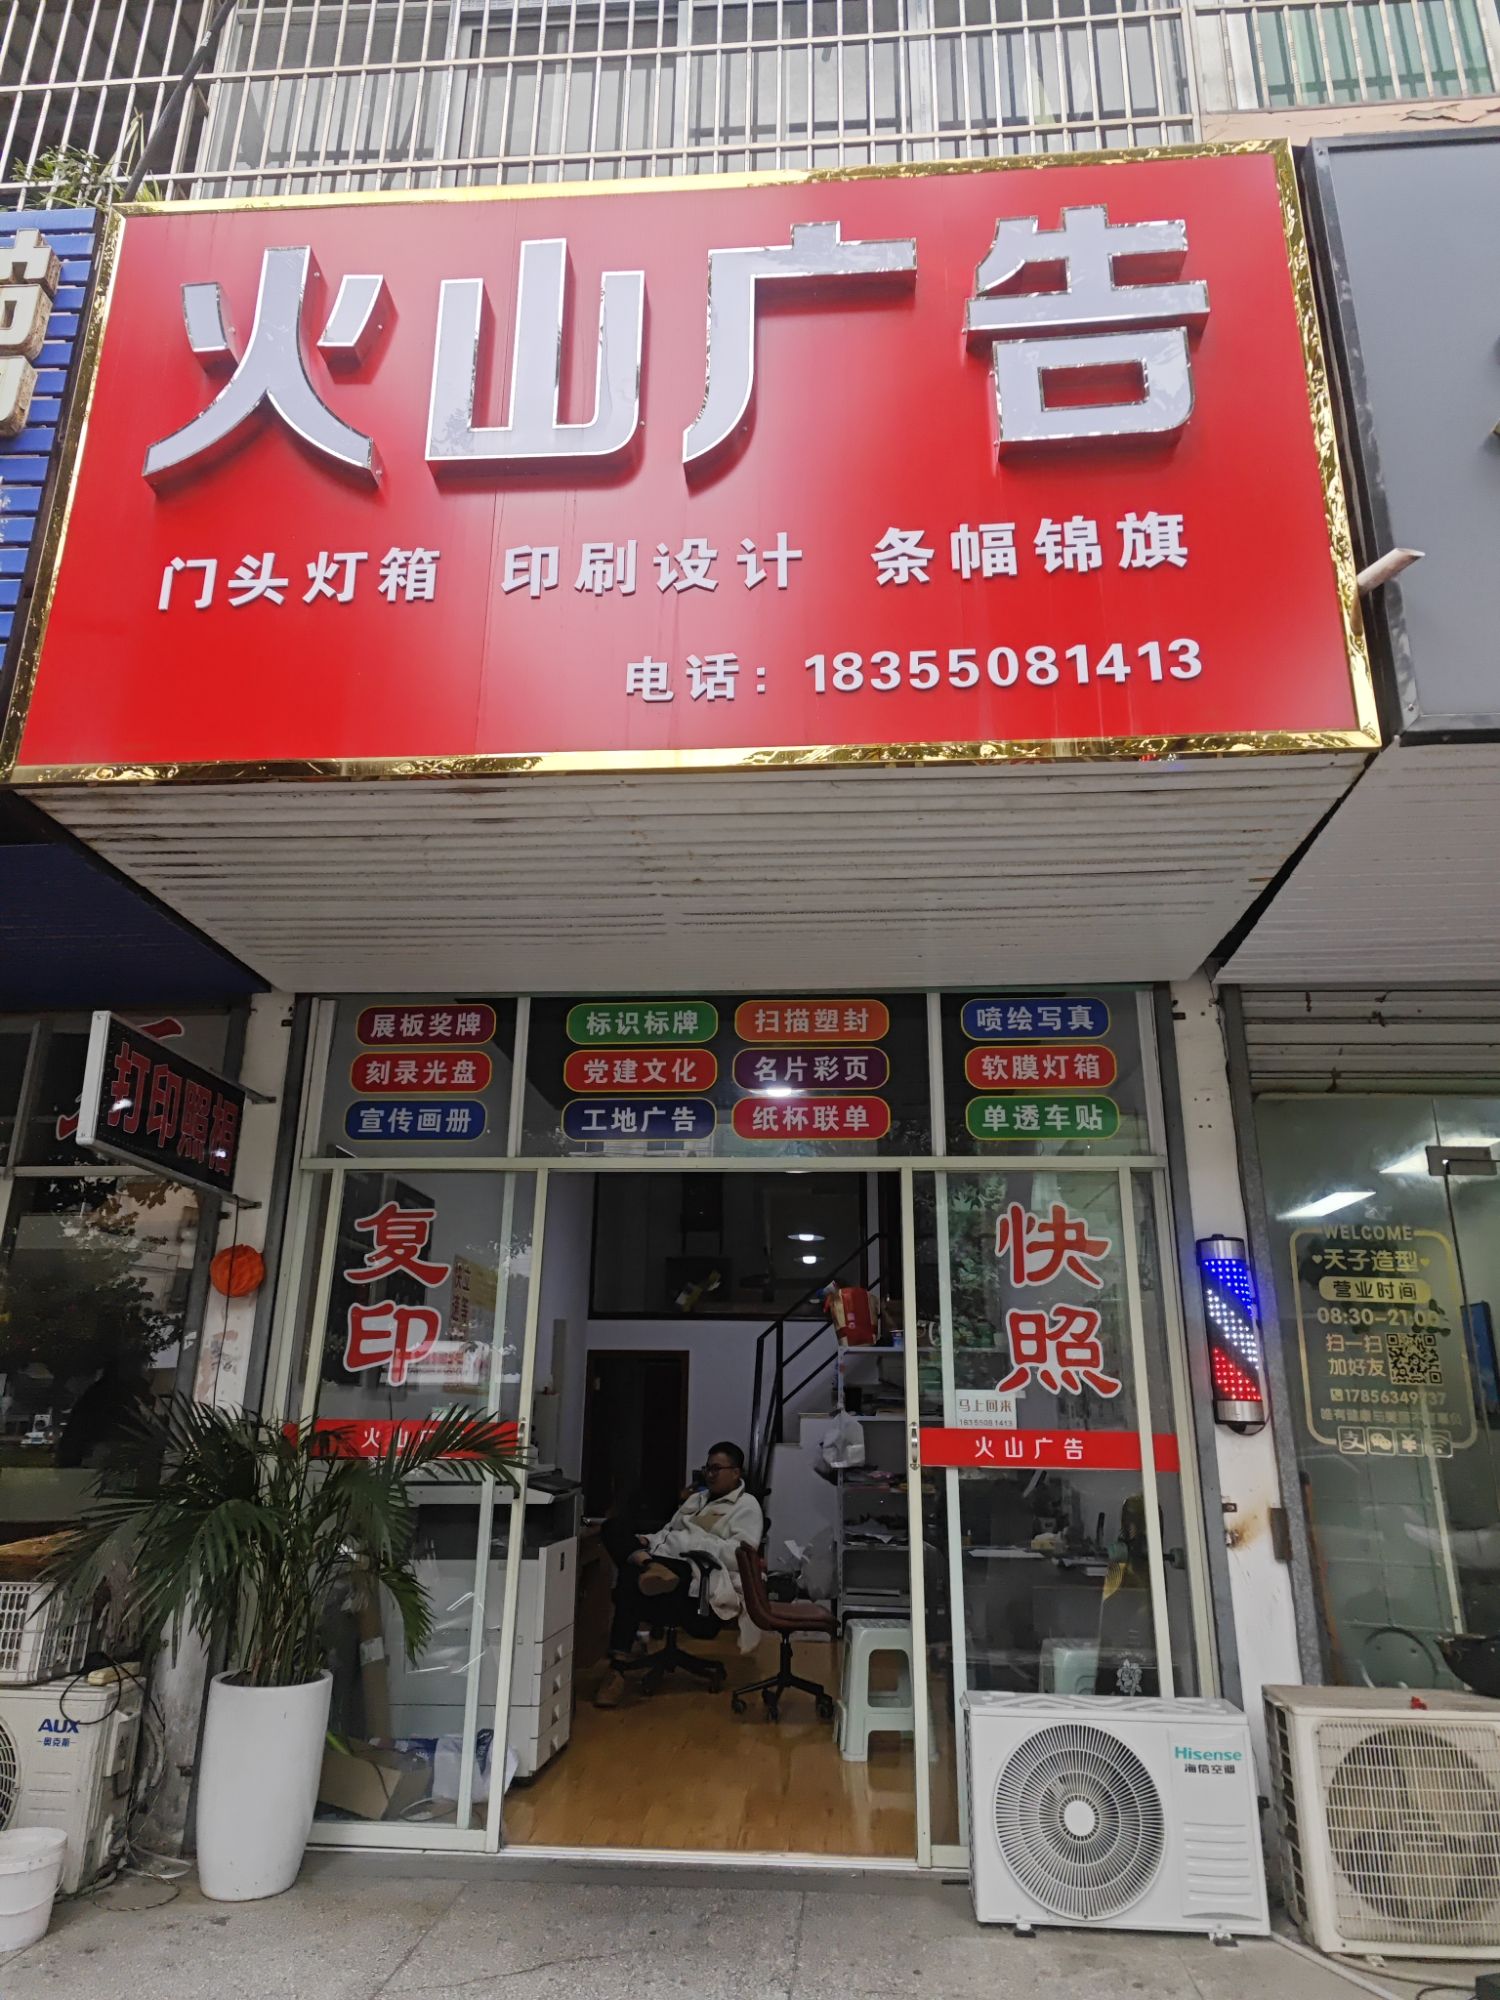 火山广告
门头灯箱 印刷设计 条幅锦旗
电话：18355081413
展板奖牌 标识标牌 扫描塑封 喷绘写真
刻录光盘 党建文化 名片彩页 软膜灯箱
宣传画册 工地广告 纸杯联单 单透车贴
打印照相
复印
快照
马上回来
18355081413
火山广告
火山广告
WELCOME
天子造型
营业时间
08:30-21:00
扫一扫
加好友
AUX
奥克斯
Hisense
海信空调